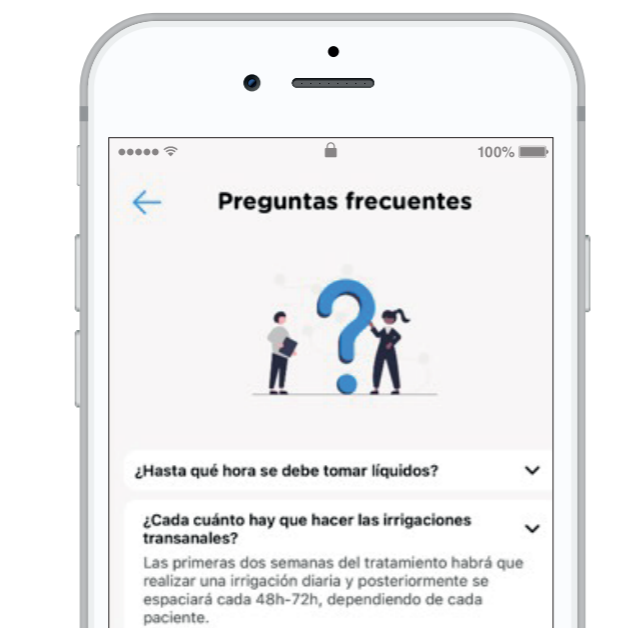 100%
Preguntas frecuentes
¿Hasta qué hora se debe tomar líquidos?
¿Cada cuánto hay que hacer las irrigaciones
transanales?
Las primeras dos semanas del tratamiento habrá que
realizar una irrigación diaria y posteriormente se
espaciará cada 48h-72h, dependiendo de cada
paciente.